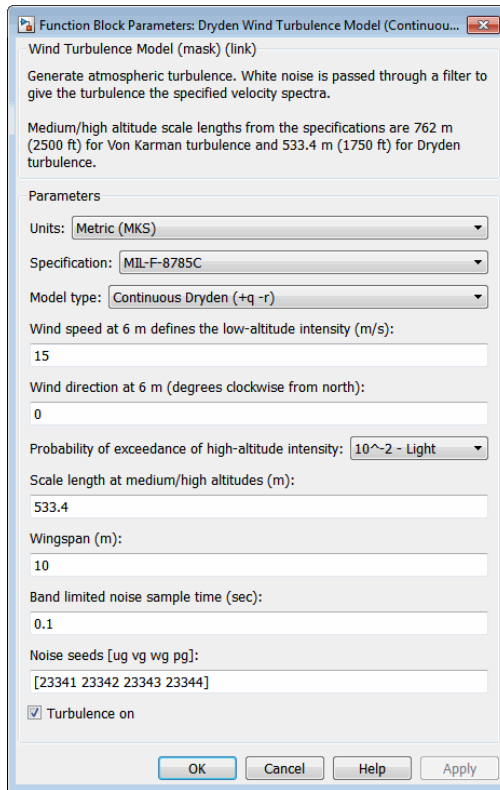 Function Block Parameters: Dryden Wind Turbulence Model (Continuou...
Wind Turbulence Model (mask) (link)
Generate atmospheric turbulence. White noise is passed through a filter to
give the turbulence the specified velocity spectra.
Medium/high altitude scale lengths from the specifications are 762 m
(2500 ft) for Von Karman turbulence and 533.4 m (1750 ft) for Dryden
turbulence.
Parameters
Units: Metric (MKS)
Specification: MIL-F-8785C
Model type: Continuous Dryden (+q -r)
Wind speed at 6 m defines the low-altitude intensity (m/s):
15
Wind direction at 6 m (degrees clockwise from north):
0
Probability of exceedance of high-altitude intensity: 10^-2 - Light
Scale length at medium/high altitudes (m):
533.4
Wingspan (m):
10
Band limited noise sample time (sec):
0.1
Noise seeds [ug vg wg pg]:
[23341 23342 23343 23344]
Turbulence on
OK Cancel Help Apply